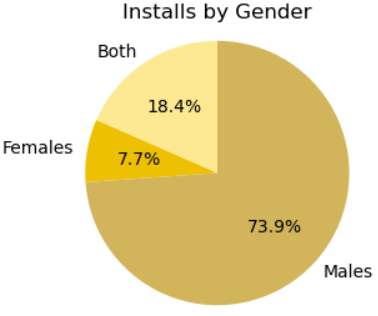 Installs by Gender
Both
18.4%
Females
7.7%
73.9%
Males